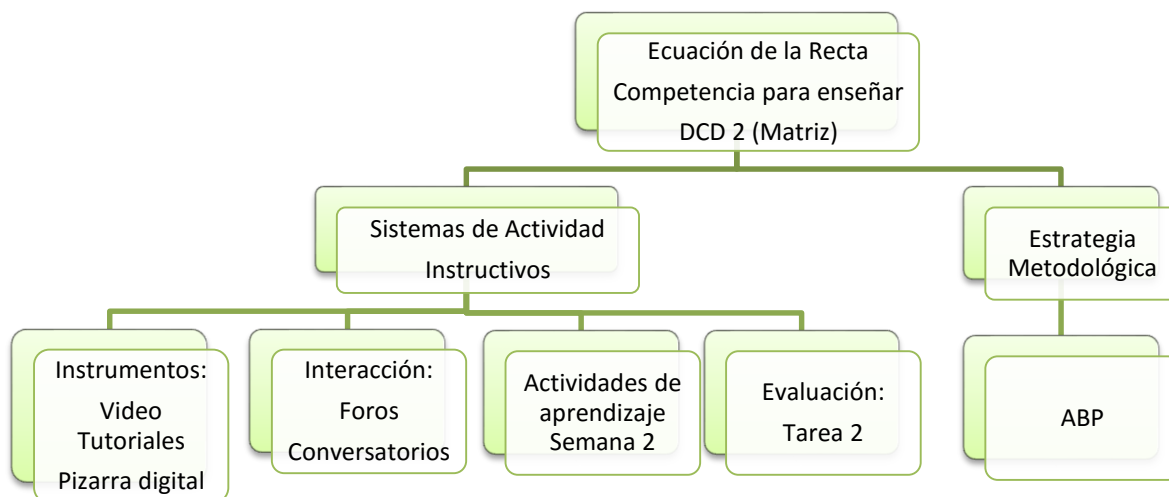 Ecuación de la Recta
Competencia para enseñar
DCD 2 (Matriz)
Sistemas de Actividad
Instructivos
Estrategia
Metodológica
Instrumentos:
Video
Tutoriales
Pizarra digital
Interacción:
Foros
Conversatorios
Actividades de
aprendizaje
Semana 2
Evaluación:
Tarea 2
ABP